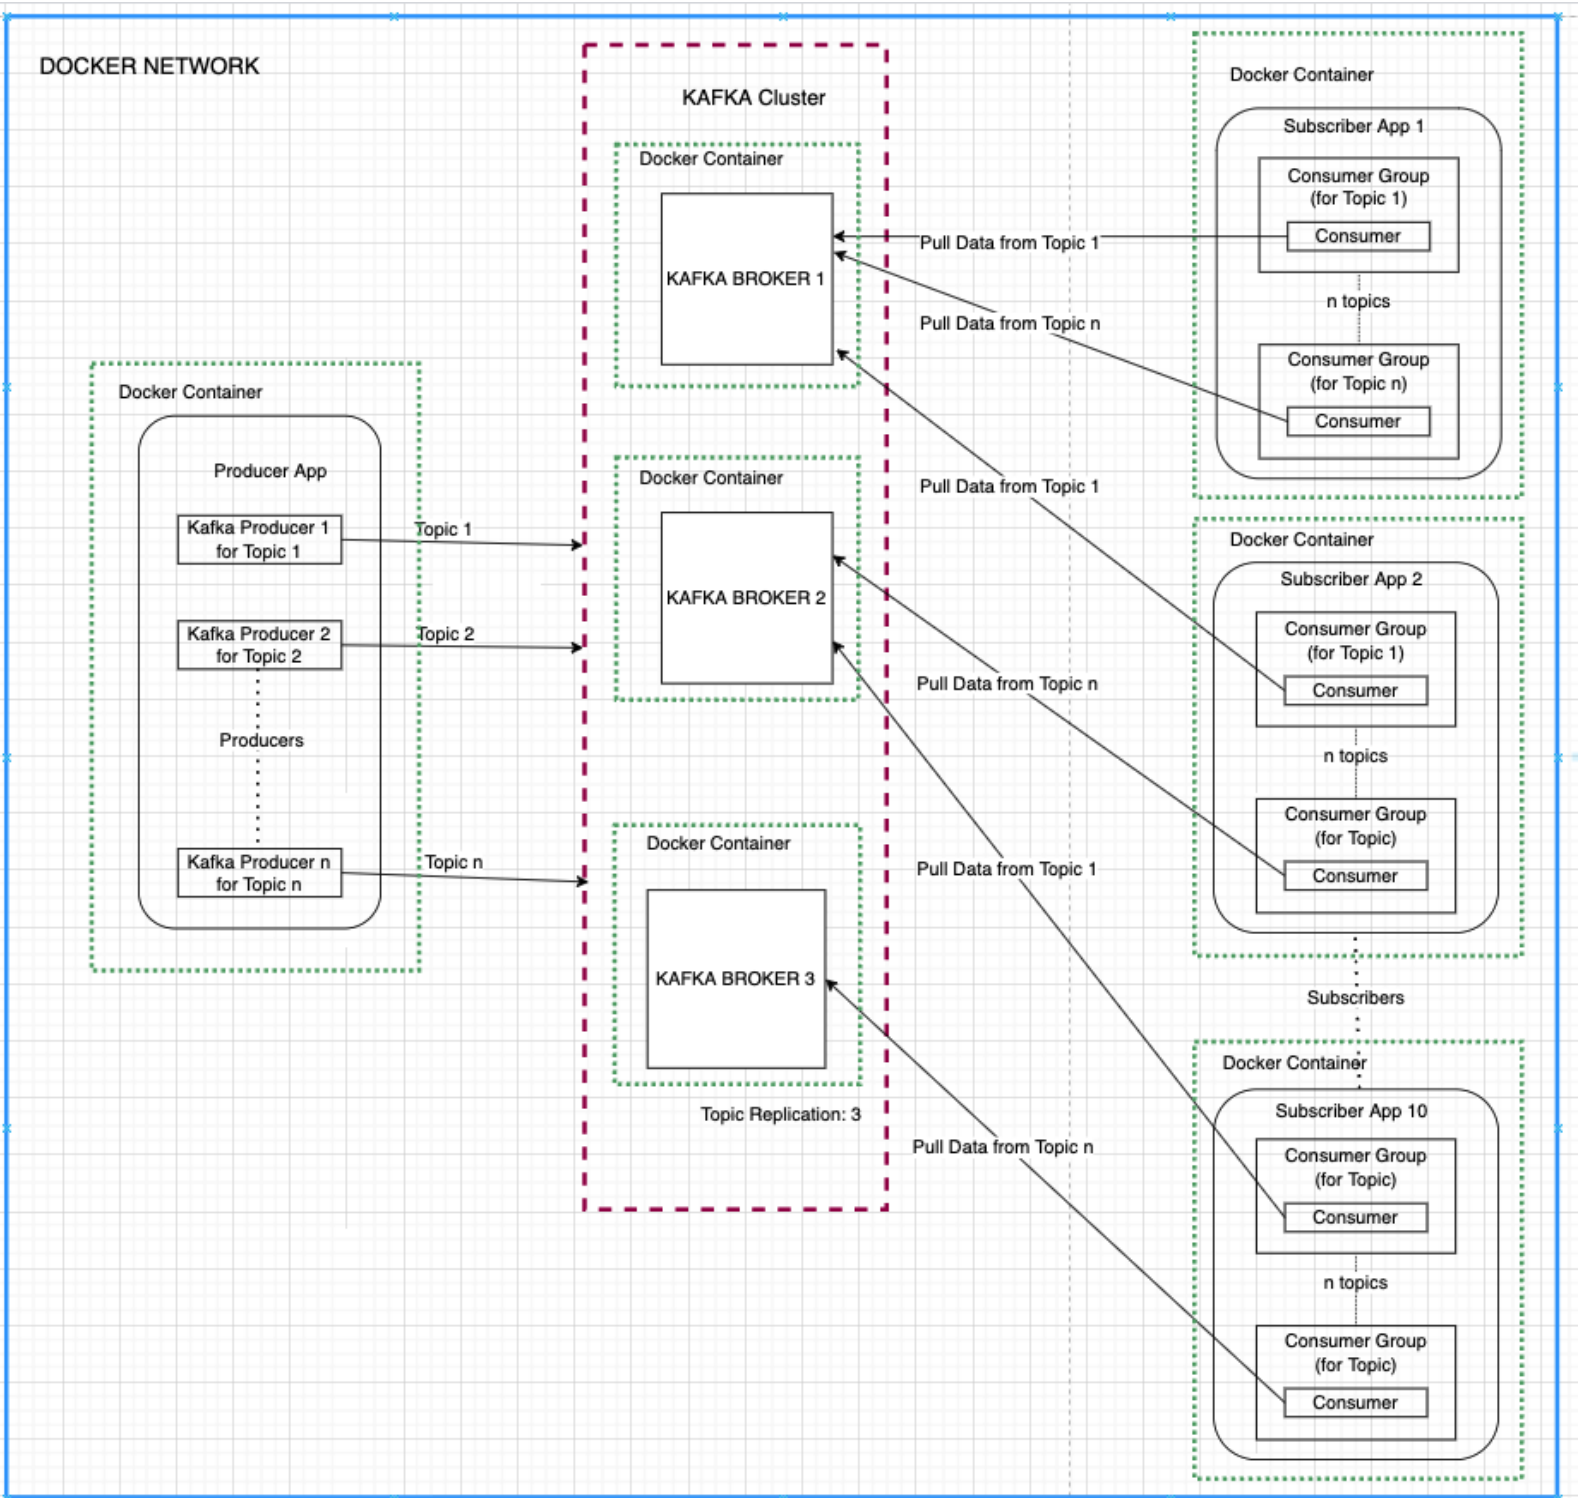 DOCKER NETWORK
KAFKA Cluster
Docker Container
KAFKA BROKER 1
Docker Container
KAFKA BROKER 2
Docker Container
KAFKA BROKER 3
Topic Replication: 3
Docker Container
Producer App
Kafka Producer 1
for Topic 1
Topic 1
Kafka Producer 2
for Topic 2
Topic 2
Producers
Kafka Producer n
for Topic n
Topic n
Pull Data from Topic 1
Pull Data from Topic n
Pull Data from Topic 1
Pull Data from Topic n
Pull Data from Topic 1
Pull Data from Topic n
Docker Container
Subscriber App 1
Consumer Group
(for Topic 1)
Consumer
n topics
Consumer Group
(for Topic n)
Consumer
Docker Container
Subscriber App 2
Consumer Group
(for Topic 1)
Consumer
n topics
Consumer Group
(for Topic)
Consumer
Subscribers
Docker Container
Subscriber App 10
Consumer Group
(for Topic)
Consumer
n topics
Consumer Group
(for Topic)
Consumer